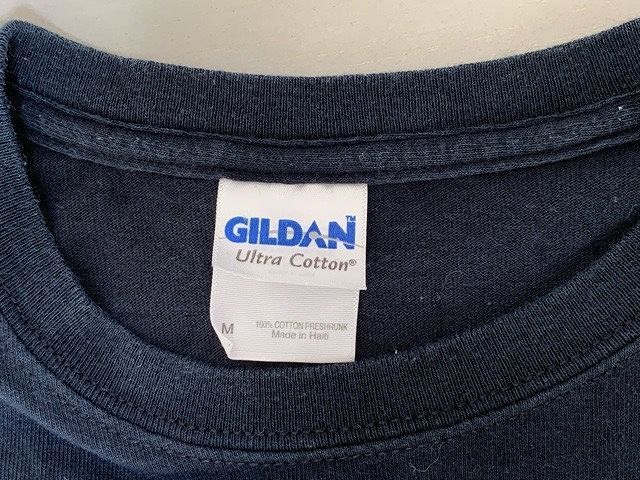 GILDAN™
Ultra Cotton®
M 100% COTTON PRESHRUNK
Made in Haiti